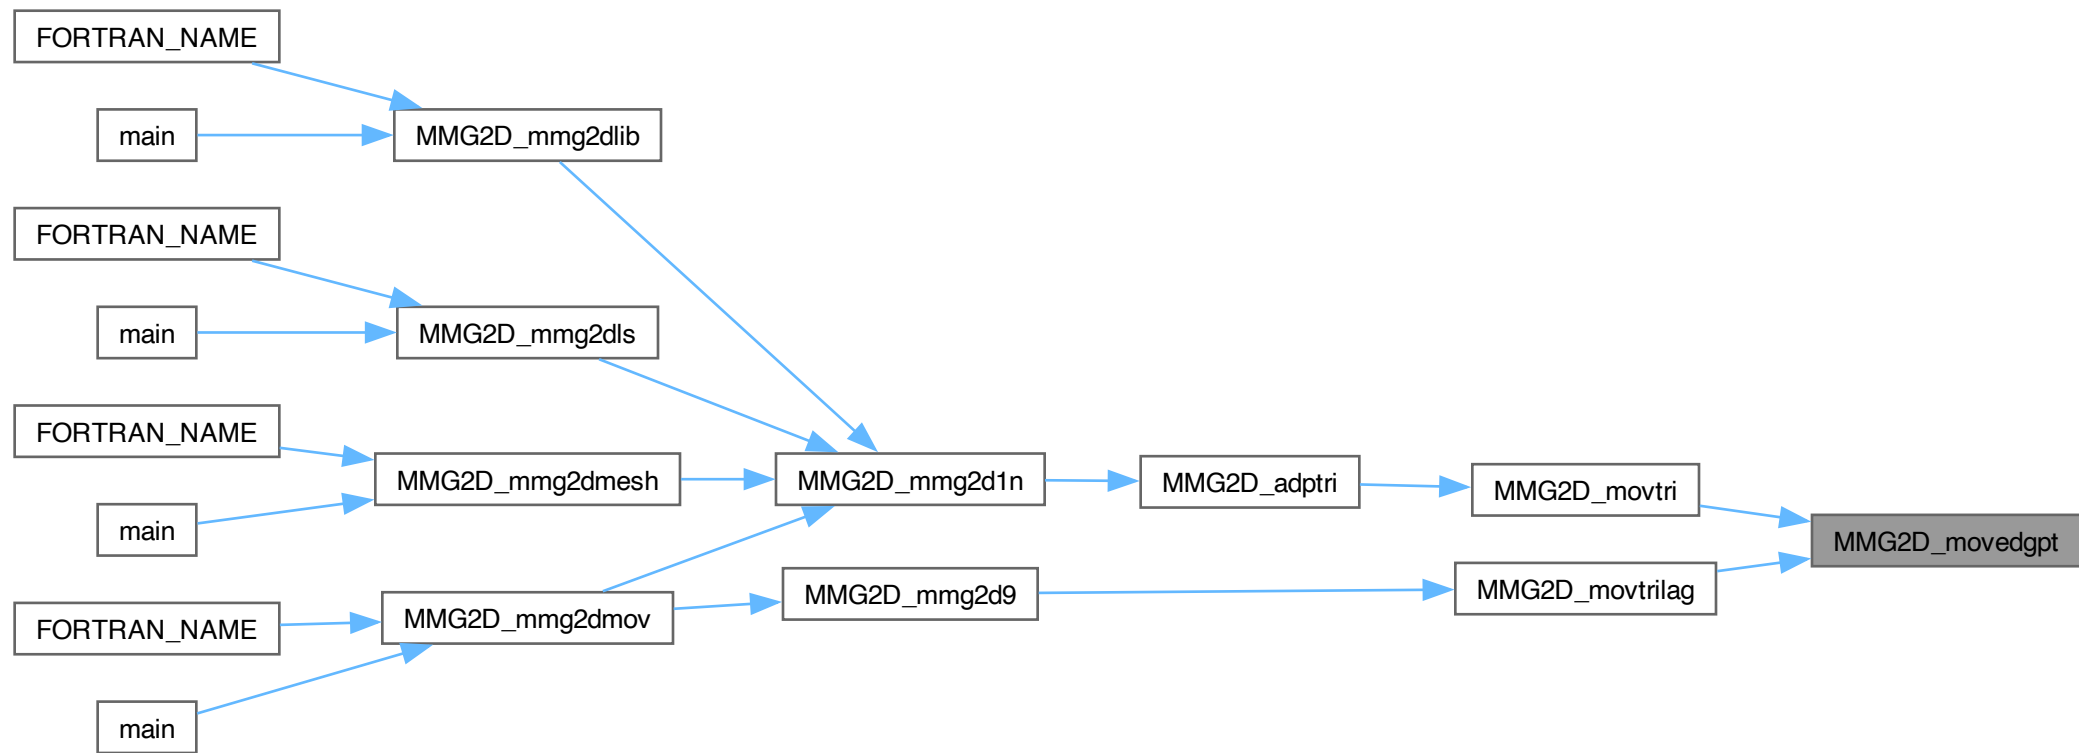 FORTRAN_NAME
main
MMG2D_mmg2dlib
FORTRAN_NAME
main
MMG2D_mmg2dls
FORTRAN_NAME
main
MMG2D_mmg2dmesh
MMG2D_mmg2d1n
MMG2D_adptri
MMG2D_movtri
MMG2D_movedgpt
FORTRAN_NAME
main
MMG2D_mmg2dmov
MMG2D_mmg2d9
MMG2D_movtrilag